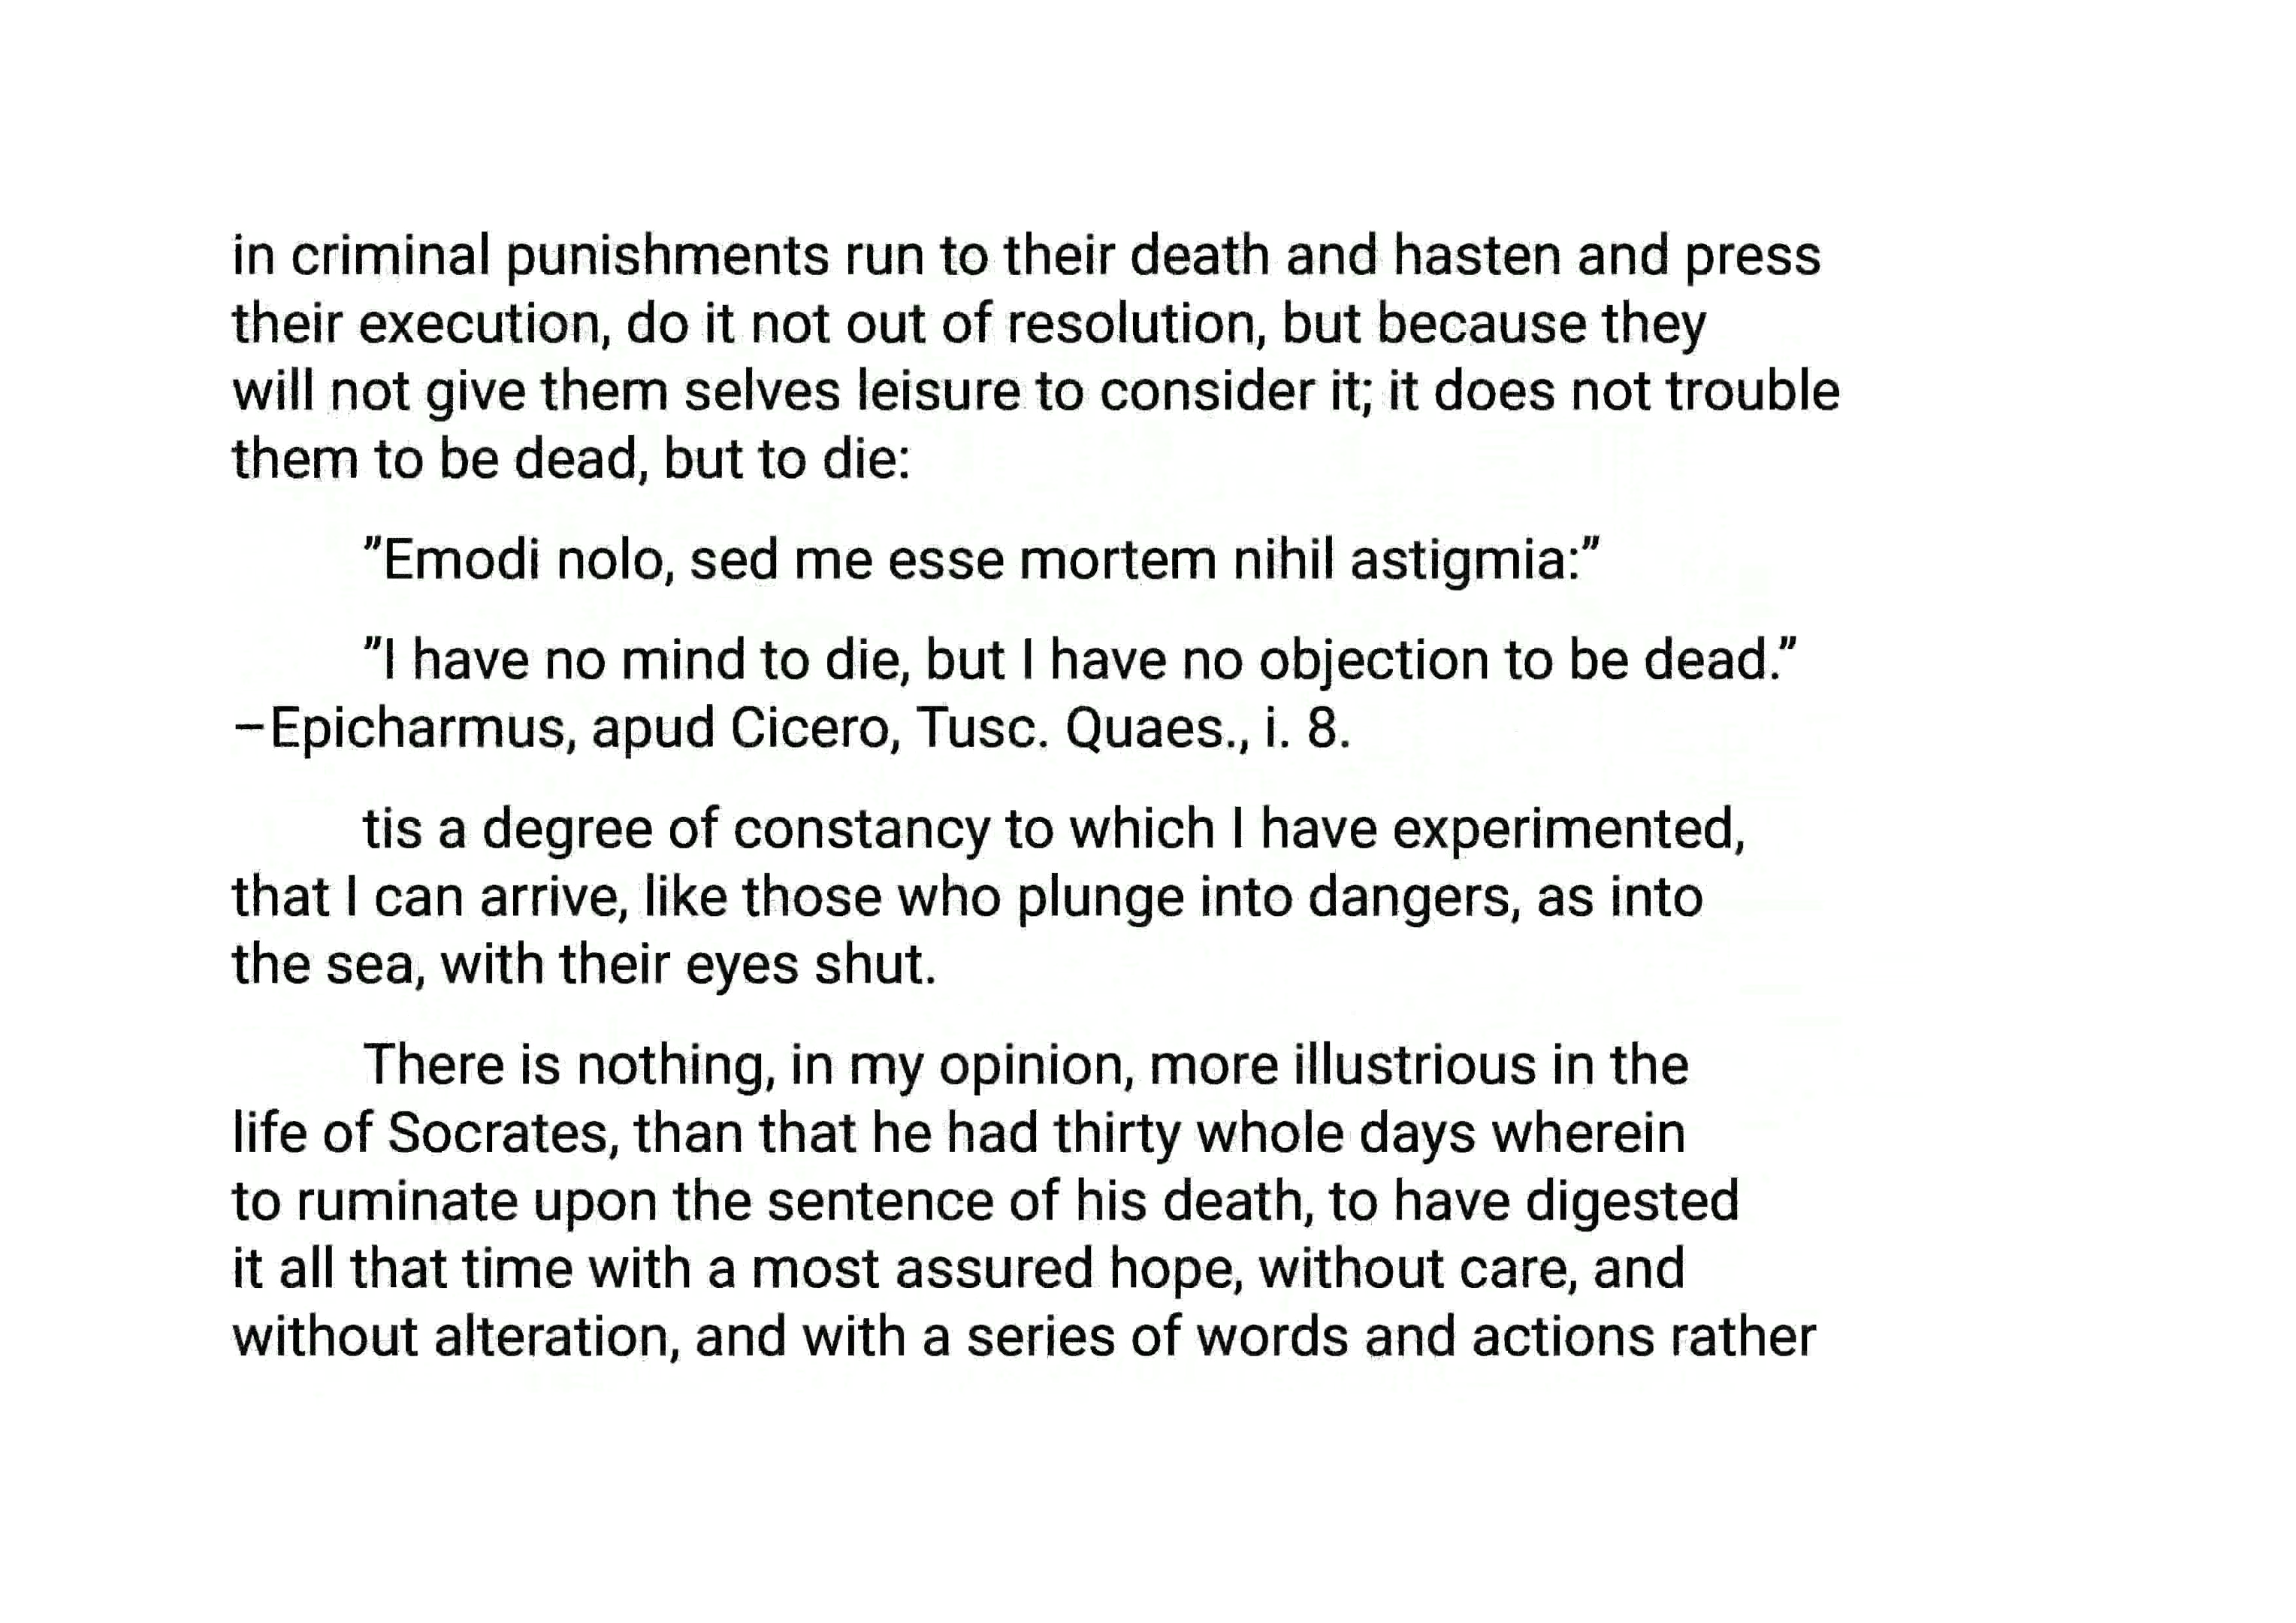 in criminal punishments run to their death and hasten and press
their execution, do it not out of resolution, but because they
will not give them selves leisure to consider it; it does not trouble
them to be dead, but to die:
”Emodi nolo, sed me esse mortem nihil astigmia:”
”I have no mind to die, but I have no objection to be dead.”
–Epicharmus, apud Cicero, Tusc. Quaes., i. 8.
tis a degree of constancy to which I have experimented,
that I can arrive, like those who plunge into dangers, as into
the sea, with their eyes shut.
There is nothing, in my opinion, more illustrious in the
life of Socrates, than that he had thirty whole days wherein
to ruminate upon the sentence of his death, to have digested
it all that time with a most assured hope, without care, and
without alteration, and with a series of words and actions rather